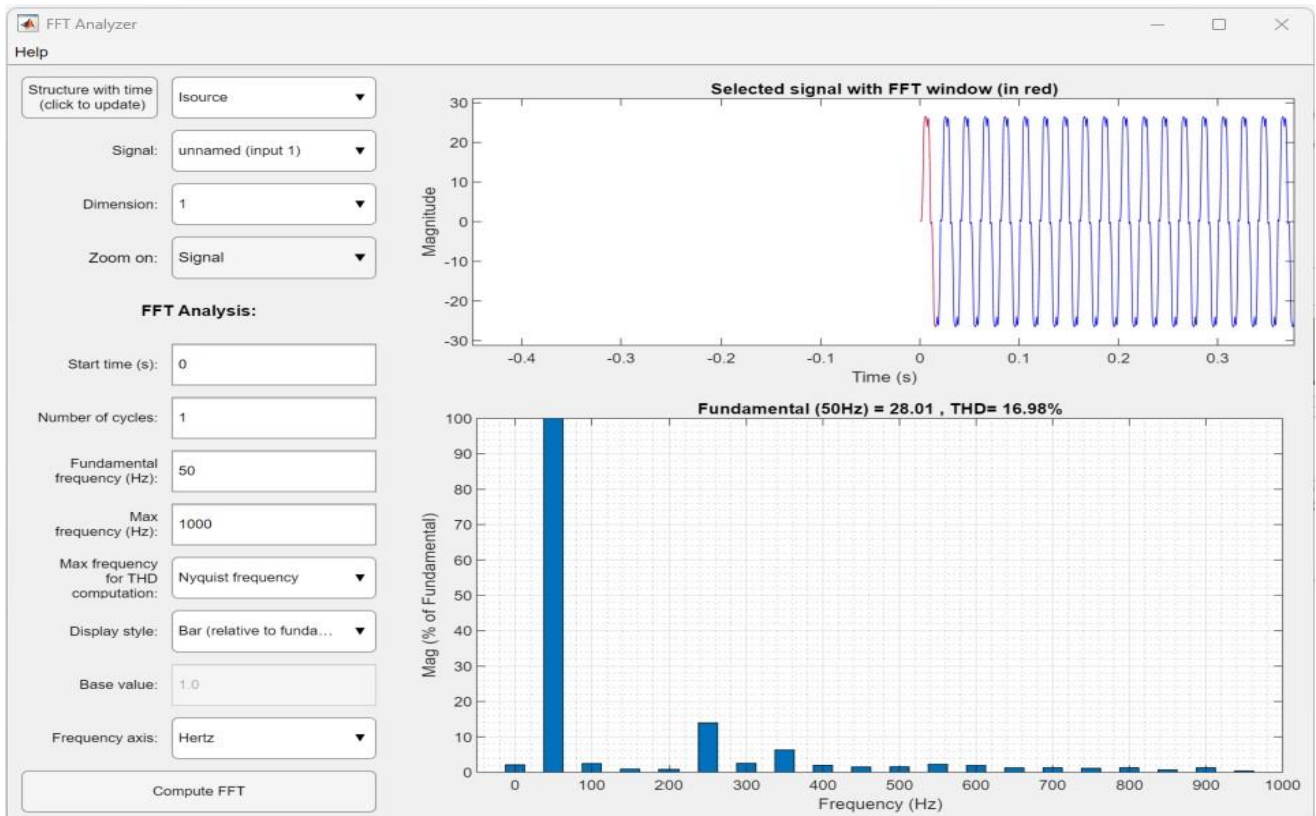 FFT Analyzer
Help
Structure with time
(click to update)
Isource
Signal:
unnamed (input 1)
Dimension:
1
Zoom on:
Signal
FFT Analysis:
Start time (s):
0
Number of cycles:
1
Fundamental
frequency (Hz):
50
Max
frequency (Hz):
1000
Max frequency
for THD
computation:
Nyquist frequency
Display style:
Bar (relative to funda...
Base value:
1.0
Frequency axis:
Hertz
Compute FFT
Selected signal with FFT window (in red)
Magnitude
30
20
10
0
-10
-20
-30
-0.4 -0.3 -0.2 -0.1 0 0.1 0.2 0.3
Time (s)
Fundamental (50Hz) = 28.01 , THD= 16.98%
Mag (% of Fundamental)
100
90
80
70
60
50
40
30
20
10
0
0 100 200 300 400 500 600 700 800 900 1000
Frequency (Hz)